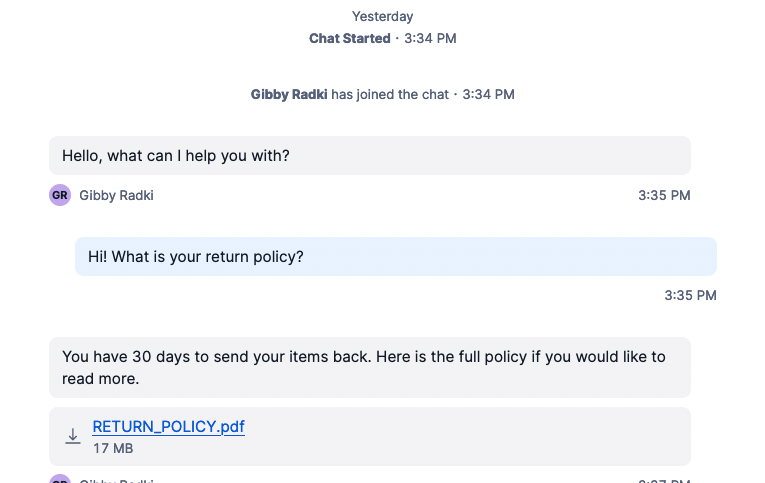 Yesterday
Chat Started · 3:34 PM
Gibby Radki has joined the chat · 3:34 PM
Hello, what can I help you with?
GR Gibby Radki 3:35 PM
Hi! What is your return policy?
3:35 PM
You have 30 days to send your items back. Here is the full policy if you would like to
read more.
RETURN_POLICY.pdf
17 MB